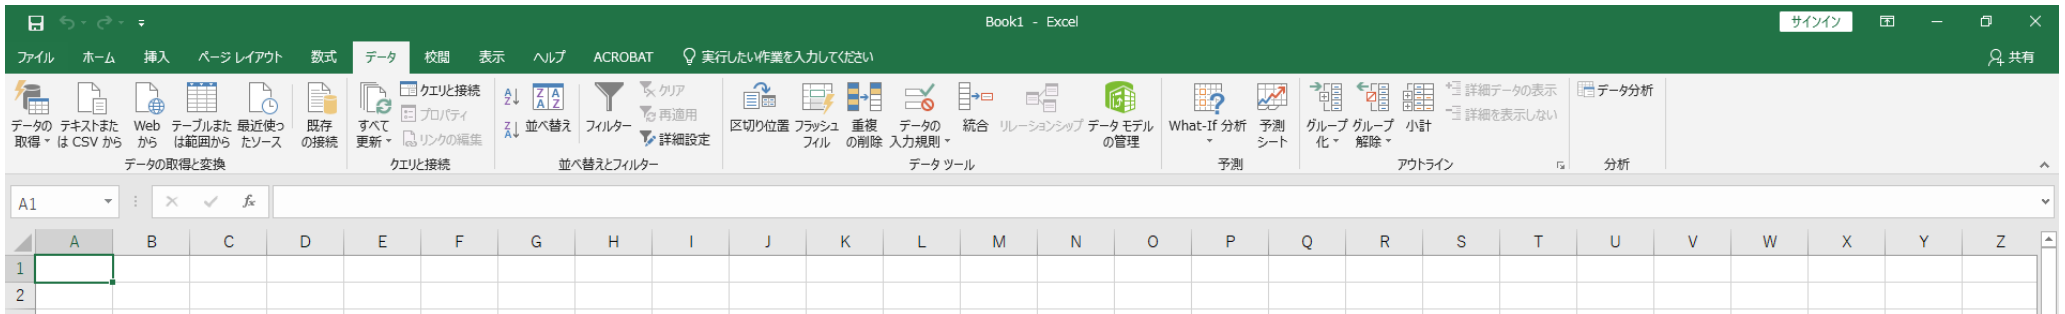 Book1 - Excel
サインイン
ファイル ホーム 挿入 ページ レイアウト 数式 データ 校閲 表示 ヘルプ ACROBAT 実行したい作業を入力してください 共有
データの取得
テキストまたは CSV から
Web から
テーブルまたは範囲から
最近使ったソース
既存の接続
データの取得と変換
すべて更新
クエリと接続
プロパティ
リンクの編集
クエリと接続
並べ替え
フィルター
クリア
再適用
詳細設定
並べ替えとフィルター
区切り位置
フラッシュ フィル
重複の削除
データの入力規則
統合
リレーションシップ
データ モデルの管理
データ ツール
What-If 分析
予測シート
予測
グループ化
グループ解除
小計
詳細データの表示
詳細を表示しない
アウトライン
データ分析
分析
A1 fx
A B C D E F G H I J K L M N O P Q R S T U V W X Y Z
1
2